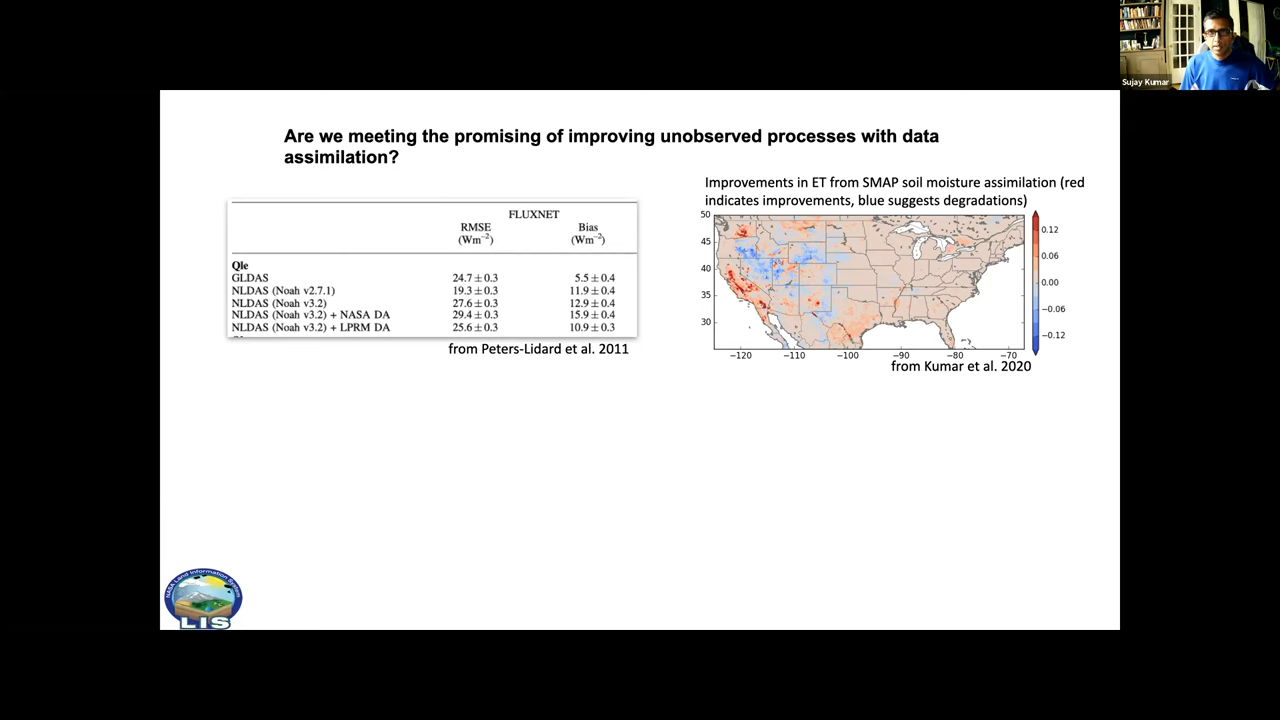 Sujay Kumar
Are we meeting the promising of improving unobserved processes with data
assimilation?
Improvements in ET from SMAP soil moisture assimilation (red
indicates improvements, blue suggests degradations)
FLUXNET
RMSE Bias
(Wm−2) (Wm−2)
Qle
GLDAS 24.7±0.3 5.5±0.4
NLDAS (Noah v2.7.1) 19.3±0.3 11.9±0.4
NLDAS (Noah v3.2) 27.6±0.3 12.9±0.4
NLDAS (Noah v3.2) + NASA DA 29.4±0.3 15.9±0.4
NLDAS (Noah v3.2) + LPRM DA 25.6±0.3 10.9±0.3
from Peters-Lidard et al. 2011
50
45
40
35
30
−120 −110 −100 −90 −80 −70
0.12
0.06
0.00
−0.06
−0.12
from Kumar et al. 2020
NASA Land Information System
LIS